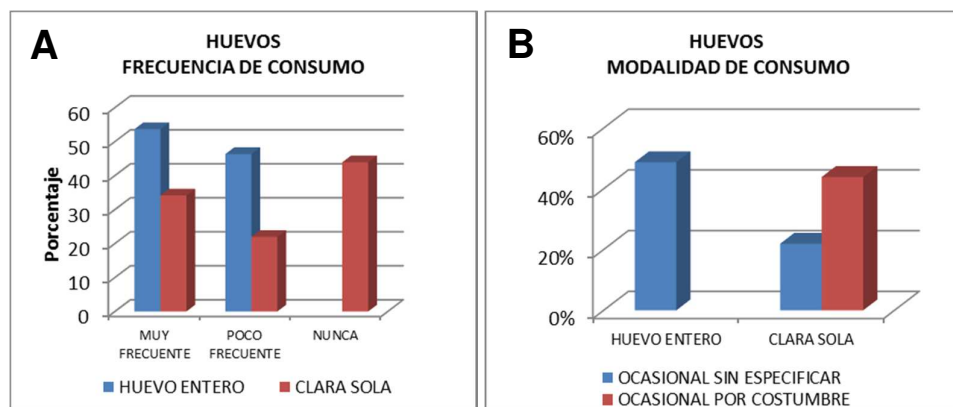 A
HUEVOS
FRECUENCIA DE CONSUMO
Porcentaje
60
50
40
30
20
10
0
MUY
FRECUENTE
POCO
FRECUENTE
NUNCA
HUEVO ENTERO
CLARA SOLA
B
HUEVOS
MODALIDAD DE CONSUMO
60%
40%
20%
0%
HUEVO ENTERO
CLARA SOLA
OCASIONAL SIN ESPECIFICAR
OCASIONAL POR COSTUMBRE